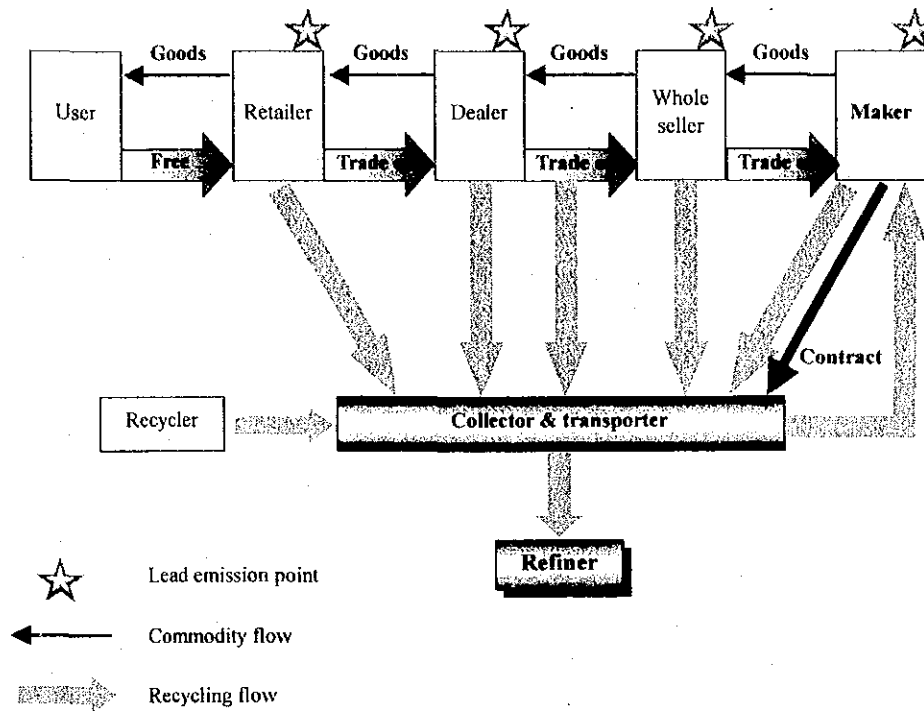 Goods
Goods
Goods
Goods
User
Retailer
Dealer
Whole
seller
Maker
Free
Trade
Trade
Trade
Contract
Recycler
Collector & transporter
Refiner
Lead emission point
Commodity flow
Recycling flow